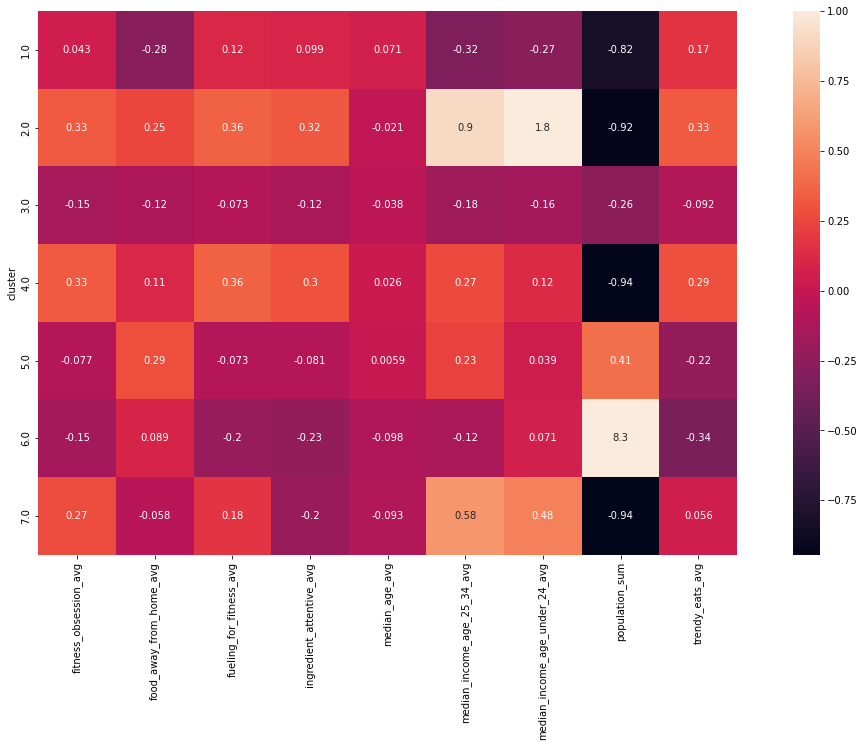 cluster
1.0 0.043 -0.28 0.12 0.099 0.071 -0.32 -0.27 -0.82 0.17
2.0 0.33 0.25 0.36 0.32 -0.021 0.9 1.8 -0.92 0.33
3.0 -0.15 -0.12 -0.073 -0.12 -0.038 -0.18 -0.16 -0.26 -0.092
4.0 0.33 0.11 0.36 0.3 0.026 0.27 0.12 -0.94 0.29
5.0 -0.077 0.29 -0.073 -0.081 0.0059 0.23 0.039 0.41 -0.22
6.0 -0.15 0.089 -0.2 -0.23 -0.098 -0.12 0.071 8.3 -0.34
7.0 0.27 -0.058 0.18 -0.2 -0.093 0.58 0.48 -0.94 0.056
fitness_obsession_avg
food_away_from_home_avg
fueling_for_fitness_avg
ingredient_attentive_avg
median_age_avg
median_income_age_25_34_avg
median_income_age_under_24_avg
population_sum
trendy_eats_avg
1.00
0.75
0.50
0.25
0.00
−0.25
−0.50
−0.75